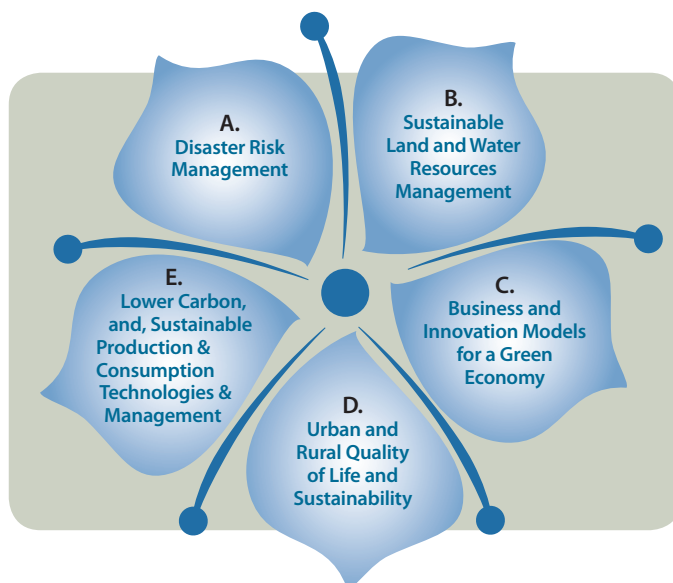 A.
Disaster Risk
Management
B.
Sustainable
Land and Water
Resources
Management
C.
Business and
Innovation Models
for a Green
Economy
D.
Urban and
Rural Quality
of Life and
Sustainability
E.
Lower Carbon,
and, Sustainable
Production &
Consumption
Technologies &
Management